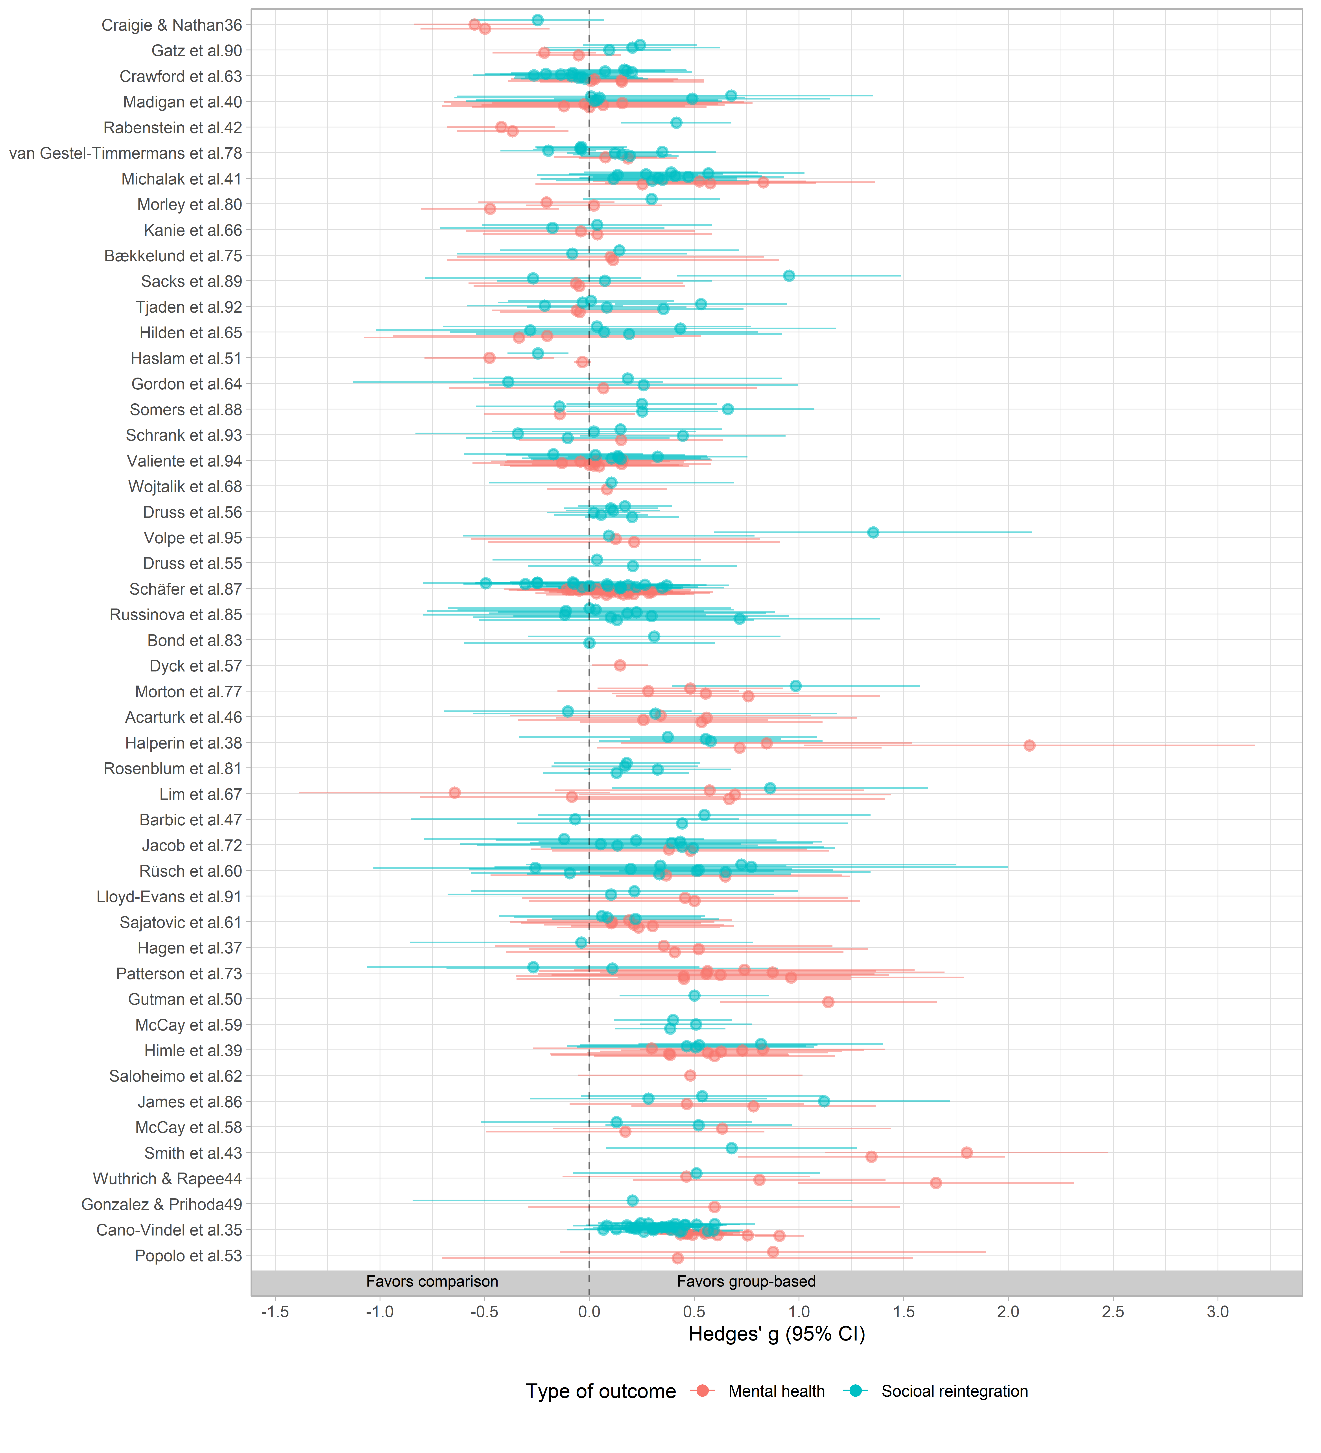 Craigie & Nathan36
Gatz et al.90
Crawford et al.63
Madigan et al.40
Rabenstein et al.42
van Gestel-Timmermans et al.78
Michalak et al.41
Morley et al.80
Kanie et al.66
Bækkelund et al.75
Sacks et al.89
Tjaden et al.92
Hilden et al.65
Haslam et al.51
Gordon et al.64
Somers et al.88
Schrank et al.93
Valiente et al.94
Wojtalik et al.68
Druss et al.56
Volpe et al.95
Druss et al.55
Schäfer et al.87
Russinova et al.85
Bond et al.83
Dyck et al.57
Morton et al.77
Acarturk et al.46
Halperin et al.38
Rosenblum et al.81
Lim et al.67
Barbic et al.47
Jacob et al.72
Rüsch et al.60
Lloyd-Evans et al.91
Sajatovic et al.61
Hagen et al.37
Patterson et al.73
Gutman et al.50
McCay et al.59
Himle et al.39
Saloheimo et al.62
James et al.86
McCay et al.58
Smith et al.43
Wuthrich & Rapee44
Gonzalez & Prihoda49
Cano-Vindel et al.35
Popolo et al.53
Favors comparison Favors group-based
-1.5 -1.0 -0.5 0.0 0.5 1.0 1.5 2.0 2.5 3.0
Hedges' g (95% CI)
Type of outcome Mental health Socioal reintegration